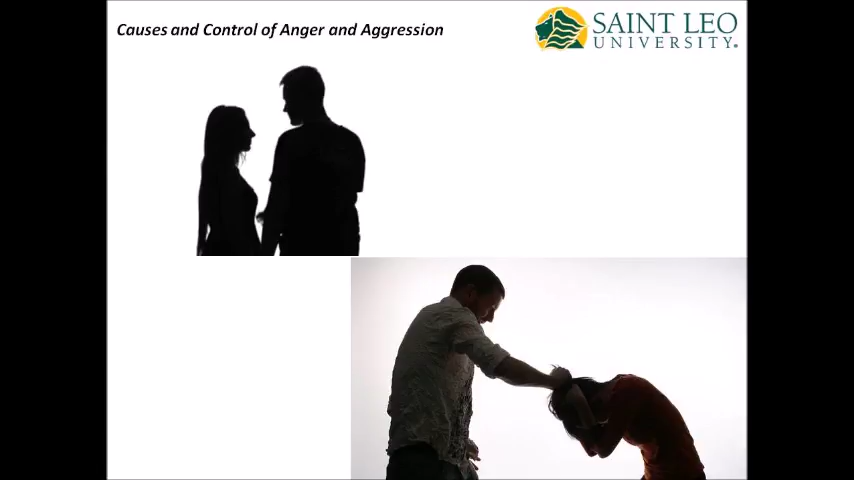 Causes and Control of Anger and Aggression
SAINT LEO
UNIVERSITY